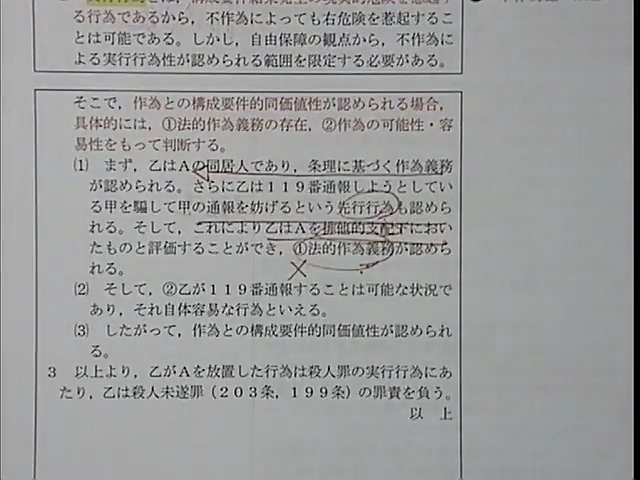 る行為であるから，不作為によっても右危険を惹起するこ
とは可能である。しかし，自由保障の観点から，不作為に
よる実行行為性が認められる範囲を限定する必要がある。
そこで，作為との構成要件的同価値性が認められる場合，
具体的には，①法的作為義務の存在，②作為の可能性・容
易性をもって判断する。
⑴　まず，乙はAの同居人であり，条理に基づく作為義務
が認められる。さらに乙は１１９番通報しようとしてい
る甲を騙して甲の通報を妨げるという先行行為も認めら
れる。そして，これにより乙はAを排他的支配下におい
たものと評価することができ，①法的作為義務が認めら
れる。
⑵　そして，②乙が１１９番通報することは可能な状況で
あり，それ自体容易な行為といえる。
⑶　したがって，作為との構成要件的同価値性が認められ
る。
３　以上より，乙がAを放置した行為は殺人罪の実行行為にあ
たり，乙は殺人未遂罪（２０３条，１９９条）の罪責を負う。
以　上